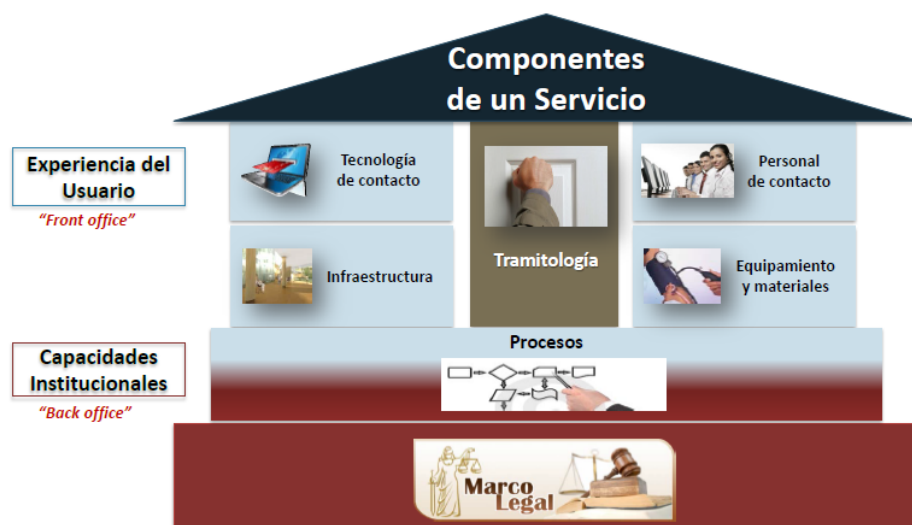 Componentes
de un Servicio
Experiencia del
Usuario
“Front office”
Tecnología
de contacto
Personal
de contacto
Tramitología
Infraestructura
Equipamiento
y materiales
Capacidades
Institucionales
“Back office”
Procesos
Marco
Legal